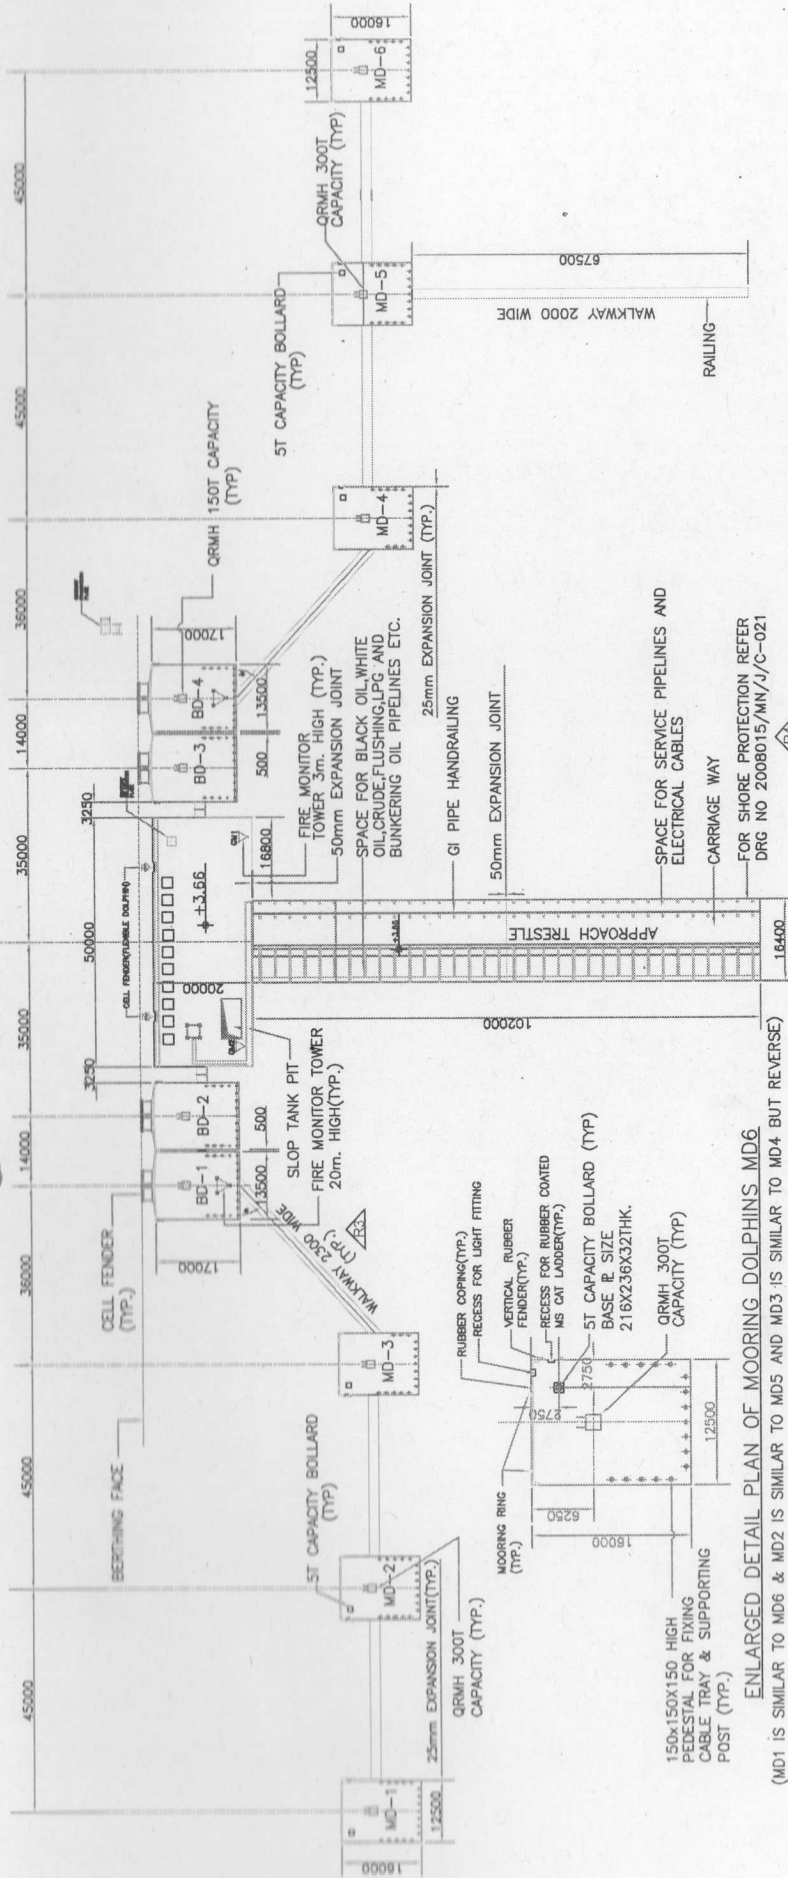 45000
45000
36000
14000
35000
50000
35000
14000
36000
45000
45000
BERTHING FACE
CELL FENDER
(TYP.)
3250
3250
CELL FENDER(FLEXIBLE DOLPHIN)
17000
17000
BD-1
BD-2
BD-3
BD-4
13500
500
500
13500
+3.66
20000
16800
QRMH 150T CAPACITY
(TYP)
FIRE MONITOR
TOWER 3m. HIGH (TYP.)
50mm EXPANSION JOINT
SPACE FOR BLACK OIL,WHITE
OIL,CRUDE,FLUSHING,LPG AND
BUNKERING OIL PIPELINES ETC.
SLOP TANK PIT
FIRE MONITOR TOWER
20m. HIGH(TYP.)
WALKWAY 2300 WIDE
(TYP.)
R3
5T CAPACITY BOLLARD
(TYP)
5T CAPACITY BOLLARD
(TYP)
QRMH 300T
CAPACITY (TYP)
12500
16000
MD-1
MD-2
MD-3
MD-4
MD-5
MD-6
16000
12500
25mm EXPANSION JOINT(TYP.)
QRMH 300T
CAPACITY (TYP.)
25mm EXPANSION JOINT (TYP.)
WALKWAY 2000 WIDE
67500
RAILING
GI PIPE HANDRAILING
50mm EXPANSION JOINT
APPROACH TRESTLE
102000
16400
SPACE FOR SERVICE PIPELINES AND
ELECTRICAL CABLES
CARRIAGE WAY
FOR SHORE PROTECTION REFER
DRG NO 2008015/MN/J/C-021
RUBBER COPING(TYP.)
RECESS FOR LIGHT FITTING
VERTICAL RUBBER
FENDER(TYP.)
RECESS FOR RUBBER COATED
MS CAT LADDER(TYP.)
5T CAPACITY BOLLARD (TYP)
BASE PL SIZE
216X236X32THK.
QRMH 300T
CAPACITY (TYP)
MOORING RING
(TYP.)
2750
2750
6250
16000
12500
150x150X150 HIGH
PEDESTAL FOR FIXING
CABLE TRAY & SUPPORTING
POST (TYP.)
ENLARGED DETAIL PLAN OF MOORING DOLPHINS MD6
(MD1 IS SIMILAR TO MD6 & MD2 IS SIMILAR TO MD5 AND MD3 IS SIMILAR TO MD4 BUT REVERSE)